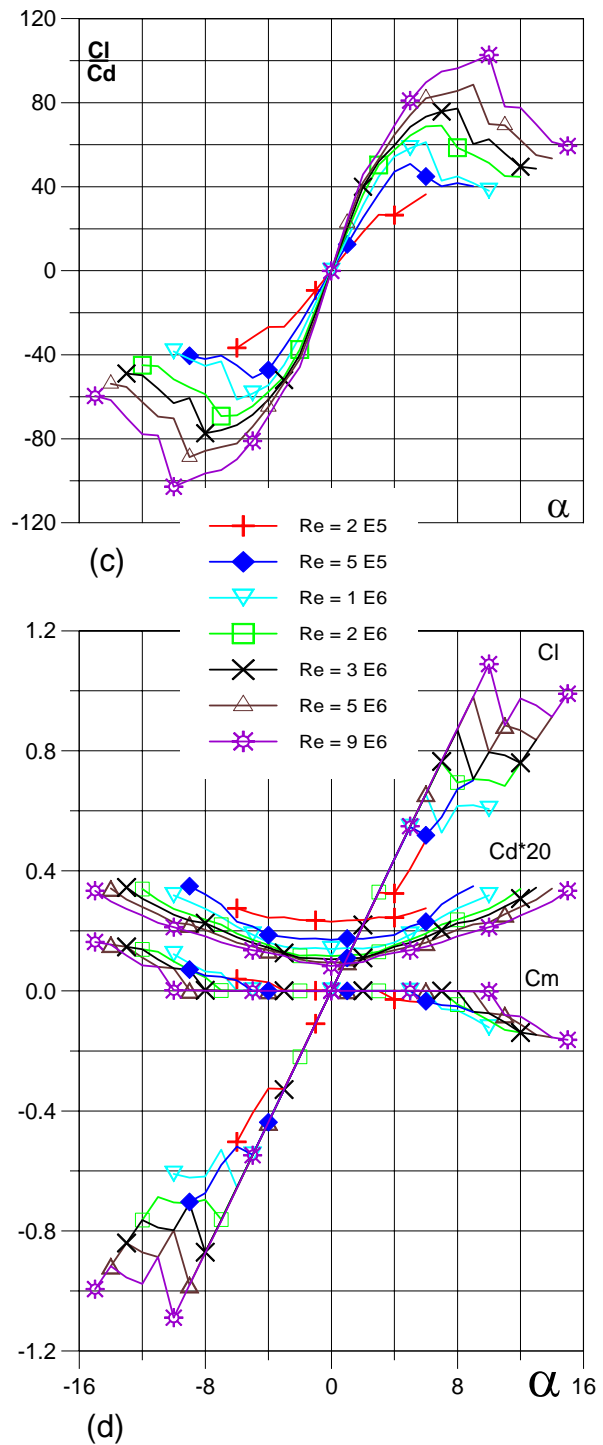 120
Cl
Cd
80
40
0
-40
-80
-120
α
(c)
Re = 2 E5
Re = 5 E5
Re = 1 E6
Re = 2 E6
Re = 3 E6
Re = 5 E6
Re = 9 E6
1.2
Cl
0.8
Cd*20
0.4
Cm
0.0
-0.4
-0.8
-1.2
-16 -8 0 8 16
α
(d)